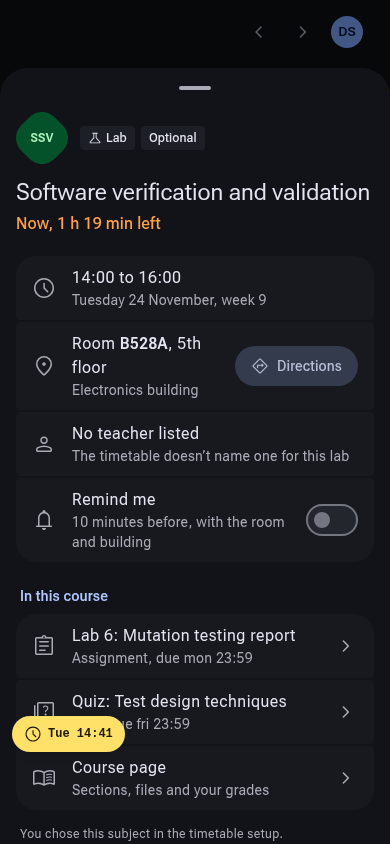 DS
SSV
Lab
Optional
Software verification and validation
Now, 1 h 19 min left
14:00 to 16:00
Tuesday 24 November, week 9
Room B528A, 5th
floor
Electronics building
Directions
No teacher listed
The timetable doesn’t name one for this lab
Remind me
10 minutes before, with the room
and building
In this course
Lab 6: Mutation testing report
Assignment, due mon 23:59
Quiz: Test design techniques
fri 23:59
Tue 14:41
Course page
Sections, files and your grades
You chose this subject in the timetable setup.